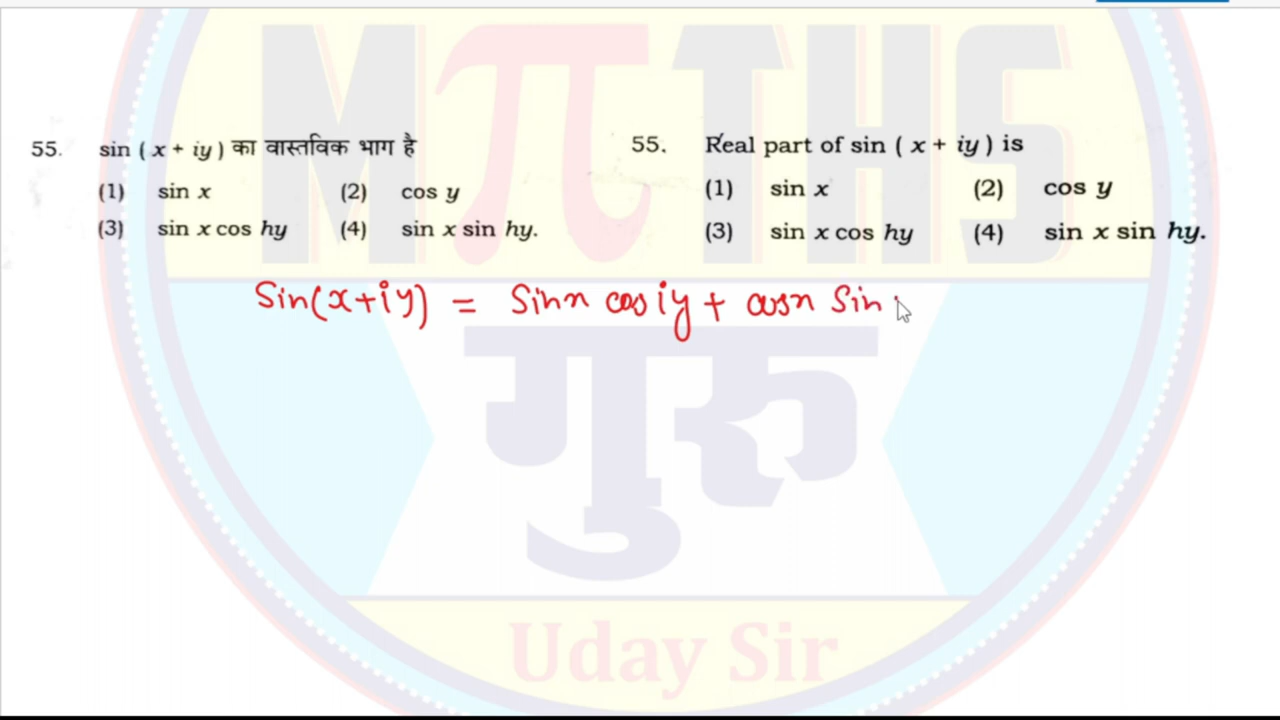 MπTHS
55. sin ( x + iy ) का वास्तविक भाग है
(1) sin x (2) cos y
(3) sin x cos hy (4) sin x sin hy.
55. Real part of sin ( x + iy ) is
(1) sin x (2) cos y
(3) sin x cos hy (4) sin x sin hy.
Sin(x+iy) = Sinx cos iy + cosx Sin
गुरु
Uday Sir